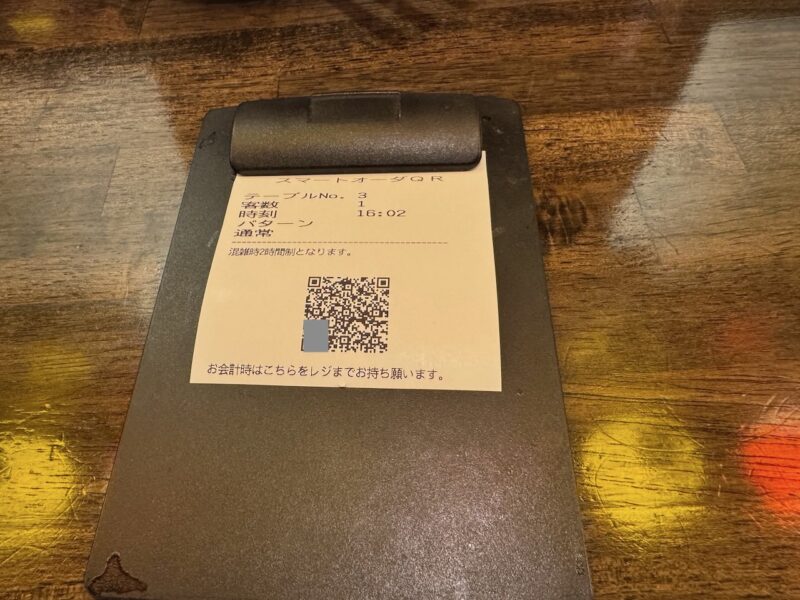 スマートオーダQR
テーブルNo. 3
客数 1
時刻 16:02
パターン
通常
混雑時2時間制となります。
お会計時はこちらをレジまでお持ち願います。